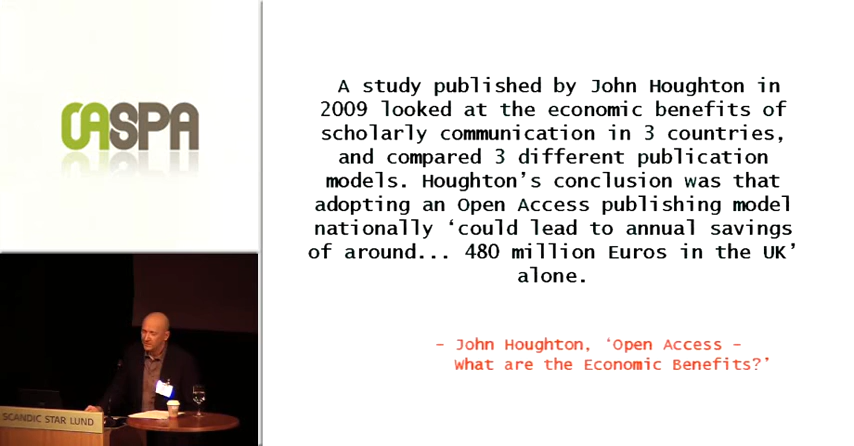 OASPA
A study published by John Houghton in
2009 looked at the economic benefits of
scholarly communication in 3 countries,
and compared 3 different publication
models. Houghton’s conclusion was that
adopting an Open Access publishing model
nationally ‘could lead to annual savings
of around... 480 million Euros in the UK’
alone.
– John Houghton, ‘Open Access –
What are the Economic Benefits?’
SCANDIC STAR LUND